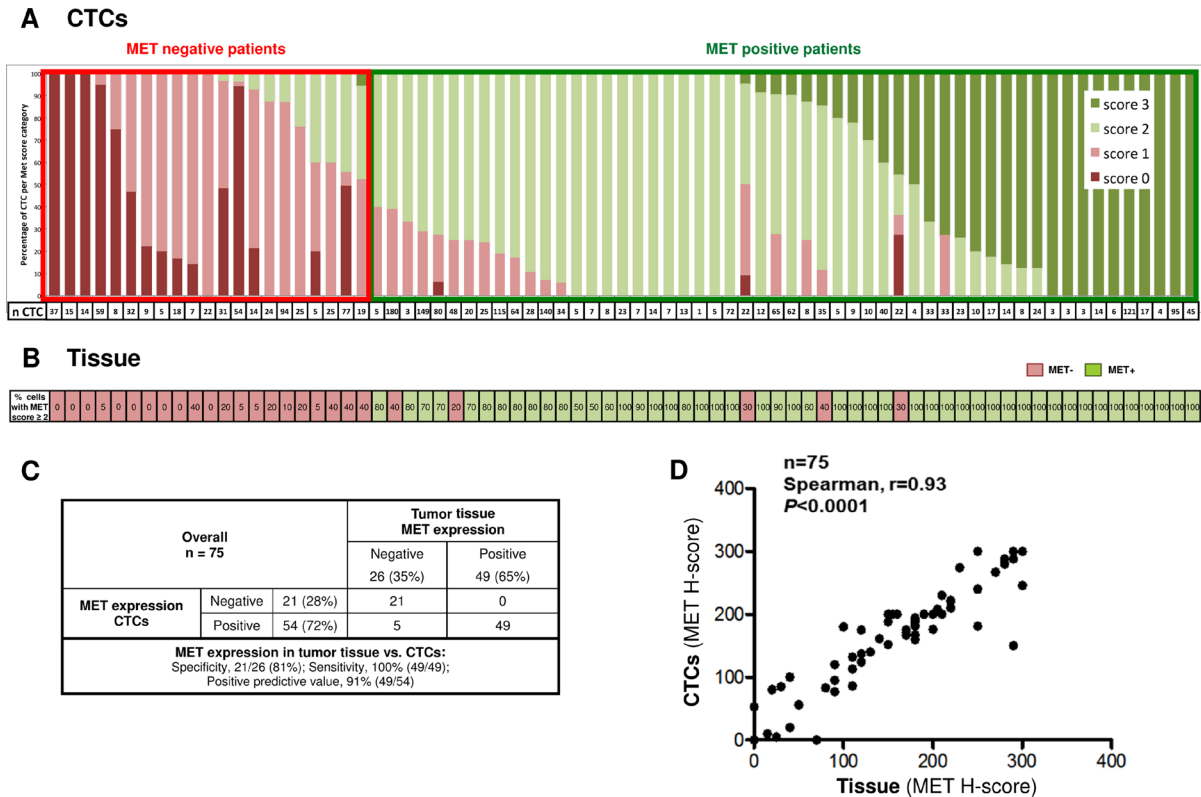 A CTCs
MET negative patients
MET positive patients
Percentage of CTC per Met score category
100
90
80
70
60
50
40
30
20
10
0
score 3
score 2
score 1
score 0
n CTC 37 15 14 59 8 32 9 5 18 7 22 31 54 14 24 94 25 5 25 77 19 5 180 3 149 80 48 20 25 115 64 28 140 34 5 7 8 23 7 14 7 13 1 5 72 22 12 65 62 8 35 5 9 10 40 22 4 33 33 23 10 17 14 8 24 3 3 3 14 6 121 17 4 95 45
B Tissue
MET- MET+
% cells
with MET
score ≥ 2
0 0 0 5 0 0 0 0 0 40 0 20 5 5 20 10 20 5 40 40 40 80 40 80 70 70 20 70 80 80 80 80 80 80 50 50 60 100 90 100 100 80 100 100 100 30 100 90 100 60 40 100 100 100 100 30 100 100 100 100 100 100 100 100 100 100 100 100 100 100 100 100 100 100 100
C
Overall
n = 75
Tumor tissue
MET expression
Negative Positive
26 (35%) 49 (65%)
MET expression
CTCs
Negative 21 (28%) 21 0
Positive 54 (72%) 5 49
MET expression in tumor tissue vs. CTCs:
Specificity, 21/26 (81%); Sensitivity, 100% (49/49);
Positive predictive value, 91% (49/54)
D
n=75
Spearman, r=0.93
P<0.0001
CTCs (MET H-score)
400
300
200
100
0
0 100 200 300 400
Tissue (MET H-score)